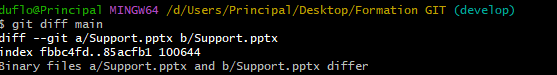 duflo@Principal MINGW64 /d/Users/Principal/Desktop/Formation GIT (develop)
$ git diff main
diff --git a/Support.pptx b/Support.pptx
index fbbc4fd..85acfb1 100644
Binary files a/Support.pptx and b/Support.pptx differ